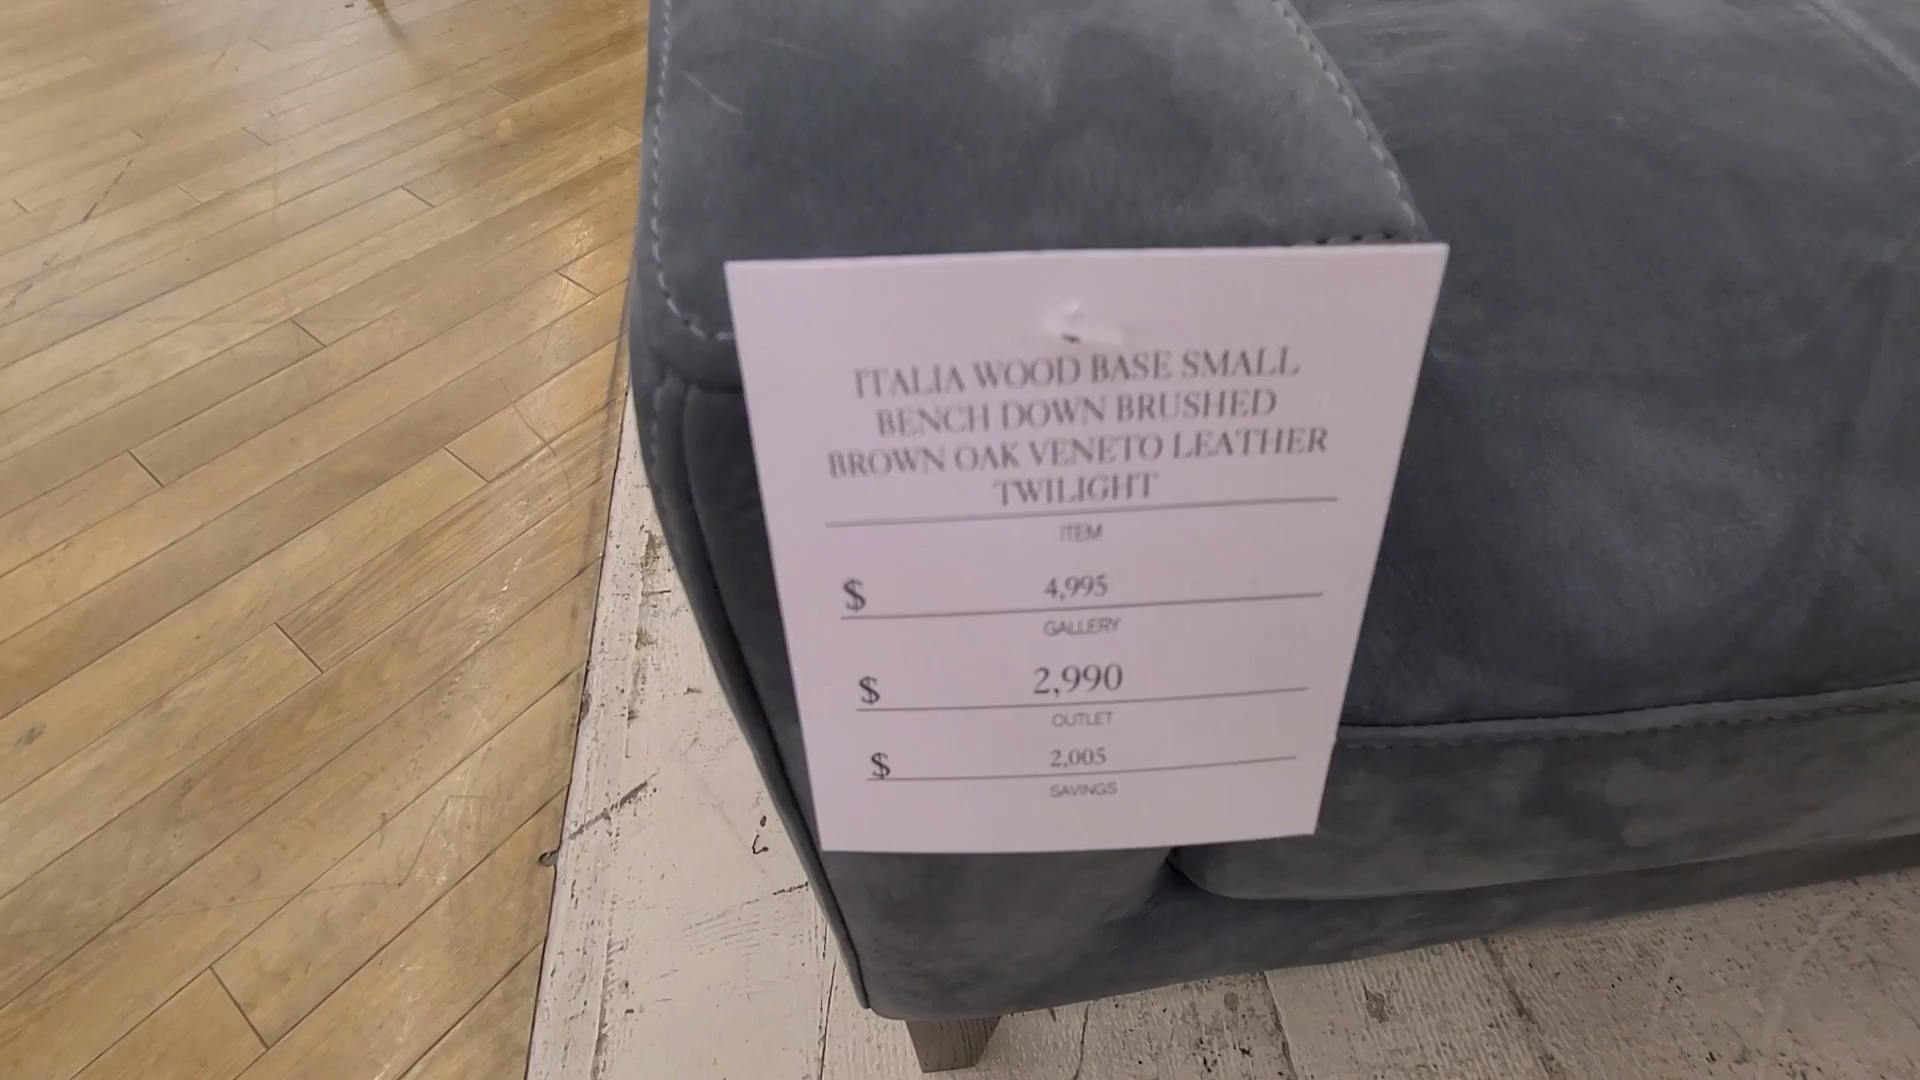 ITALIA WOOD BASE SMALL
BENCH DOWN BRUSHED
BROWN OAK VENETO LEATHER
TWILIGHT
ITEM
$ 4,995
GALLERY
$ 2,990
OUTLET
$ 2,005
SAVINGS